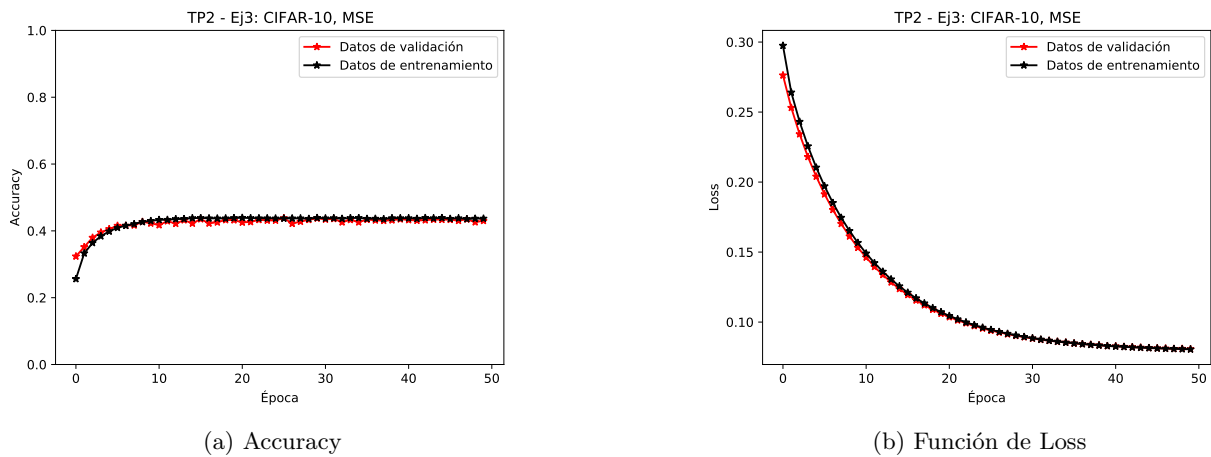 TP2 - Ej3: CIFAR-10, MSE
Datos de validación
Datos de entrenamiento
1.0
0.8
0.6
0.4
0.2
0.0
Accuracy
0 10 20 30 40 50
Época
(a) Accuracy
TP2 - Ej3: CIFAR-10, MSE
Datos de validación
Datos de entrenamiento
0.30
0.25
0.20
0.15
0.10
Loss
0 10 20 30 40 50
Época
(b) Función de Loss